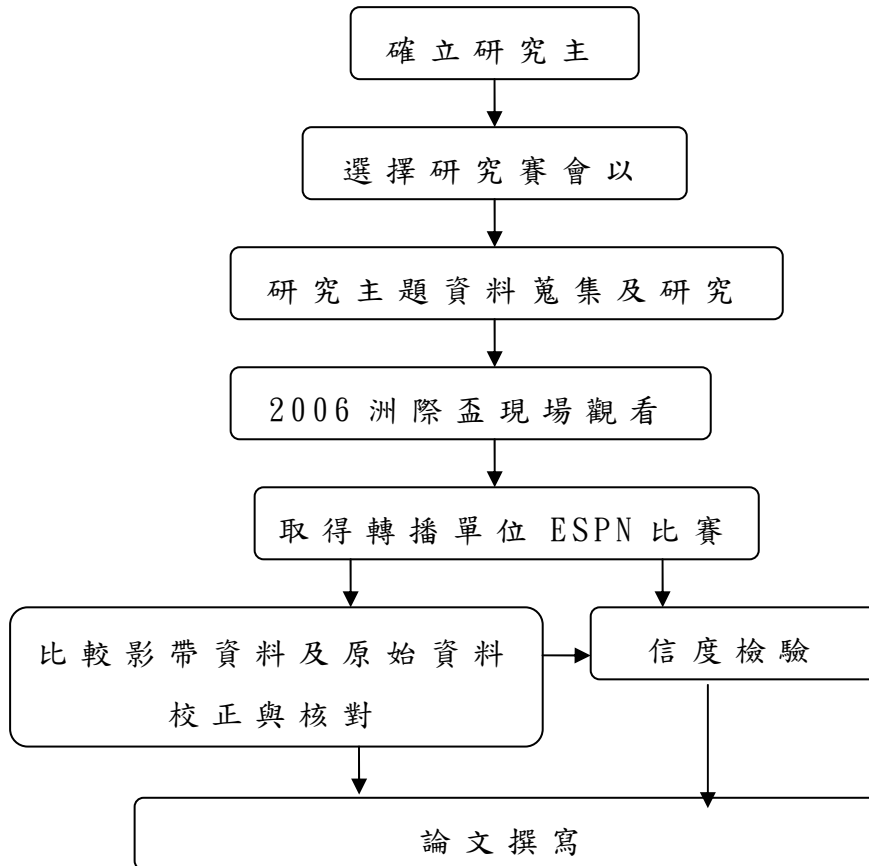 確立研究主
選擇研究賽會以
研究主題資料蒐集及研究
2006洲際盃現場觀看
取得轉播單位ESPN比賽
比較影帶資料及原始資料
校正與核對
信度檢驗
論文撰寫